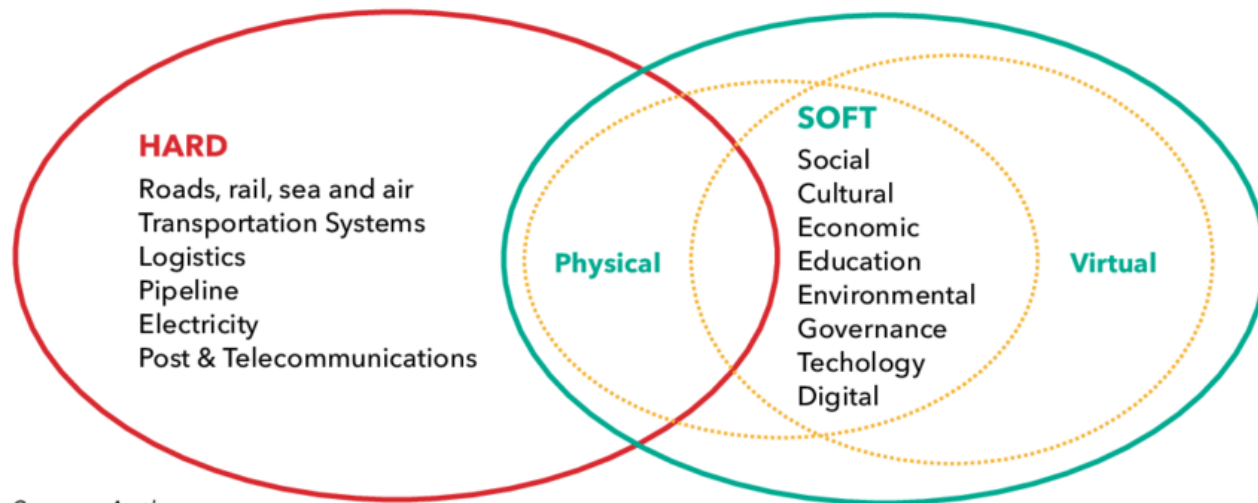 HARD
Roads, rail, sea and air
Transportation Systems
Logistics
Pipeline
Electricity
Post & Telecommunications
Physical
SOFT
Social
Cultural
Economic
Education
Environmental
Governance
Techology
Digital
Virtual